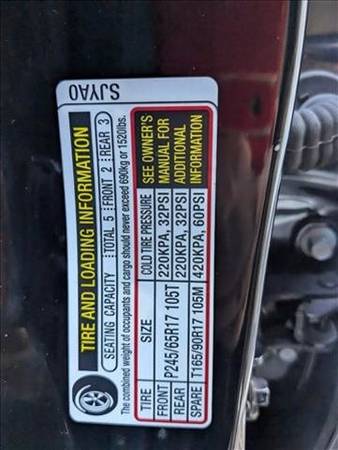 TIRE AND LOADING INFORMATION
SEATING CAPACITY | TOTAL 5 | FRONT 2 | REAR 3
The combined weight of occupants and cargo should never exceed 690kg or 1520lbs.
TIRE SIZE COLD TIRE PRESSURE SEE OWNER'S
FRONT P245/65R17 105T 220KPA, 32PSI MANUAL FOR
REAR P245/65R17 105T 220KPA, 32PSI ADDITIONAL
SPARE T165/90R17 105M 420KPA, 60PSI INFORMATION
SJYA0